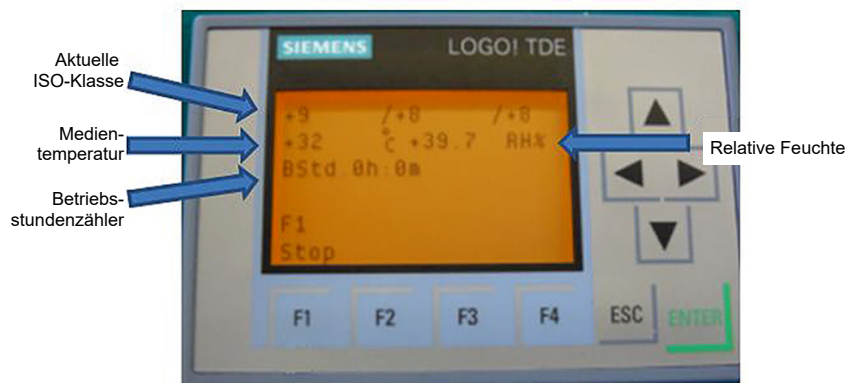 SIEMENS LOGO! TDE
Aktuelle
ISO-Klasse
+9 /+8 /+8
Medien-
temperatur
+32 °C +39.7 RH%
Relative Feuchte
BStd.0h:0m
Betriebs-
stundenzähler
F1
Stop
F1 F2 F3 F4 ESC ENTER